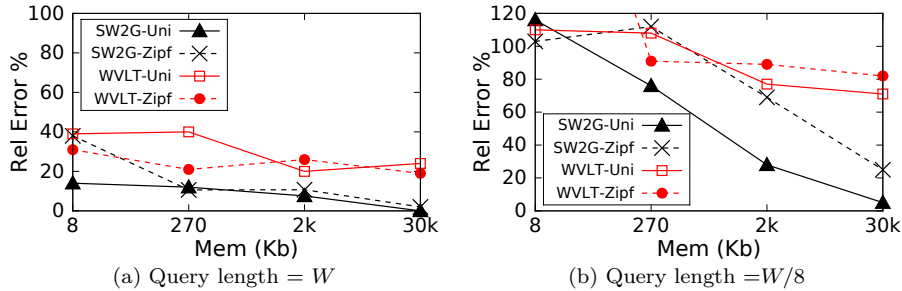 100
80
60
40
20
0
Rel Error %
SW2G-Uni
SW2G-Zipf
WVLT-Uni
WVLT-Zipf
8 270 2k 30k
Mem (Kb)
(a) Query length = W
120
100
80
60
40
20
0
Rel Error %
SW2G-Uni
SW2G-Zipf
WVLT-Uni
WVLT-Zipf
8 270 2k 30k
Mem (Kb)
(b) Query length =W/8